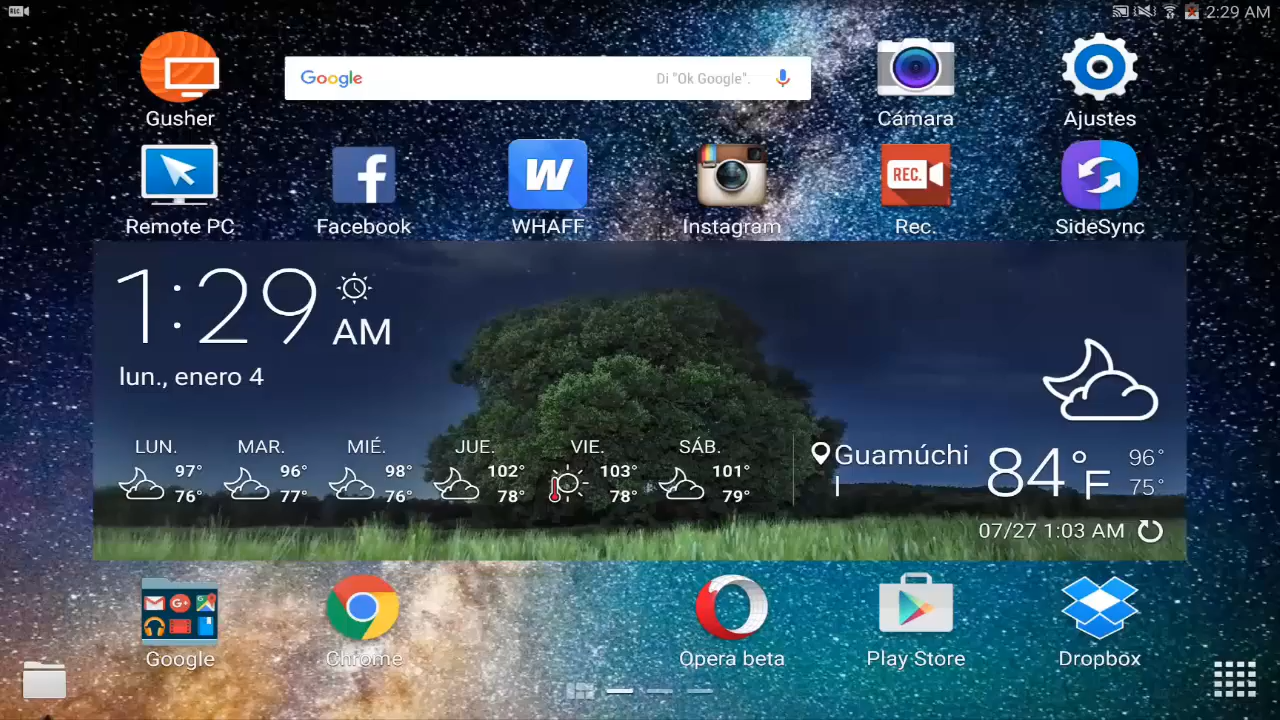 REC
2:29 AM
Google
Di "Ok Google".
Gusher
Cámara
Ajustes
W
REC.
Remote PC
Facebook
WHAFF
Instagram
Rec.
SideSync
1:29
AM
lun., enero 4
LUN.
97°
76°
MAR.
96°
77°
MIÉ.
98°
76°
JUE.
102°
78°
VIE.
103°
78°
SÁB.
101°
79°
Guamúchi
l
84°F
96°
75°
07/27 1:03 AM
Google
Chrome
Opera beta
Play Store
Dropbox